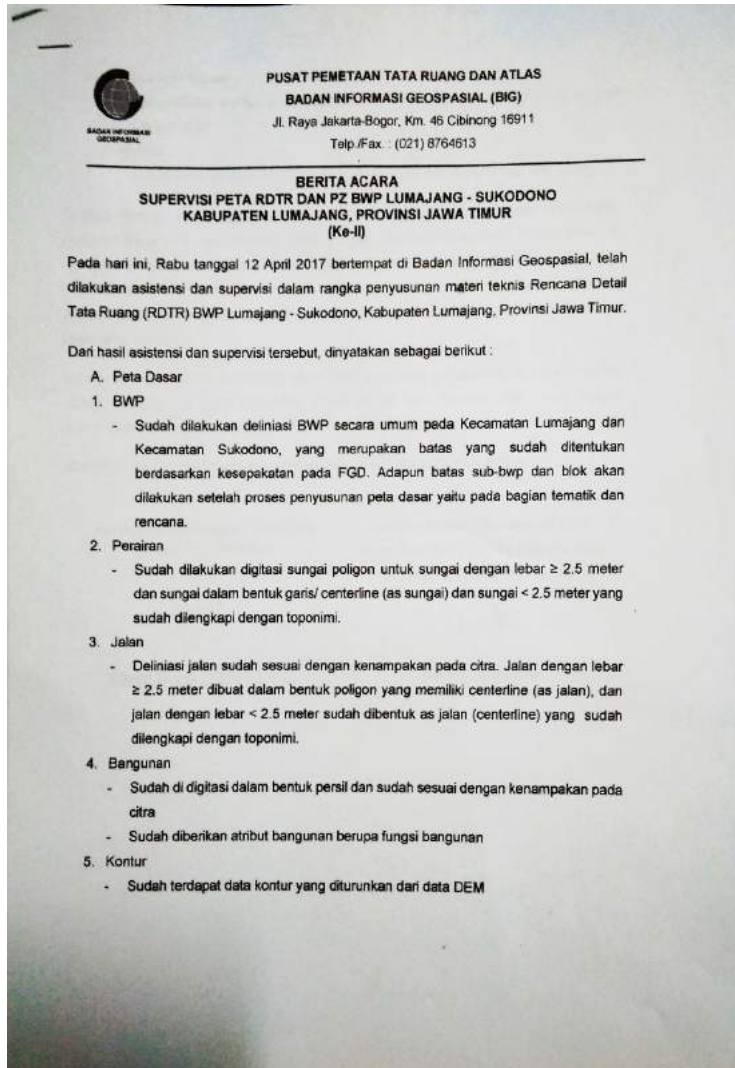 PUSAT PEMETAAN TATA RUANG DAN ATLAS
BADAN INFORMASI GEOSPASIAL (BIG)
Jl. Raya Jakarta-Bogor, Km. 46 Cibinong 16911
Telp./Fax. : (021) 8764613
BADAN INFORMASI
GEOSPASIAL
BERITA ACARA
SUPERVISI PETA RDTR DAN PZ BWP LUMAJANG - SUKODONO
KABUPATEN LUMAJANG, PROVINSI JAWA TIMUR
(Ke-II)
Pada hari ini, Rabu tanggal 12 April 2017 bertempat di Badan Informasi Geospasial, telah
dilakukan asistensi dan supervisi dalam rangka penyusunan materi teknis Rencana Detail
Tata Ruang (RDTR) BWP Lumajang - Sukodono, Kabupaten Lumajang, Provinsi Jawa Timur.
Dari hasil asistensi dan supervisi tersebut, dinyatakan sebagai berikut :
A. Peta Dasar
1. BWP
- Sudah dilakukan deliniasi BWP secara umum pada Kecamatan Lumajang dan
Kecamatan Sukodono, yang merupakan batas yang sudah ditentukan
berdasarkan kesepakatan pada FGD. Adapun batas sub-bwp dan blok akan
dilakukan setelah proses penyusunan peta dasar yaitu pada bagian tematik dan
rencana.
2. Perairan
- Sudah dilakukan digitasi sungai poligon untuk sungai dengan lebar ≥ 2.5 meter
dan sungai dalam bentuk garis/ centerline (as sungai) dan sungai < 2.5 meter yang
sudah dilengkapi dengan toponimi.
3. Jalan
- Deliniasi jalan sudah sesuai dengan kenampakan pada citra. Jalan dengan lebar
≥ 2.5 meter dibuat dalam bentuk poligon yang memiliki centerline (as jalan), dan
jalan dengan lebar < 2.5 meter sudah dibentuk as jalan (centerline) yang sudah
dilengkapi dengan toponimi.
4. Bangunan
- Sudah di digitasi dalam bentuk persil dan sudah sesuai dengan kenampakan pada
citra
- Sudah diberikan atribut bangunan berupa fungsi bangunan
5. Kontur
- Sudah terdapat data kontur yang diturunkan dari data DEM